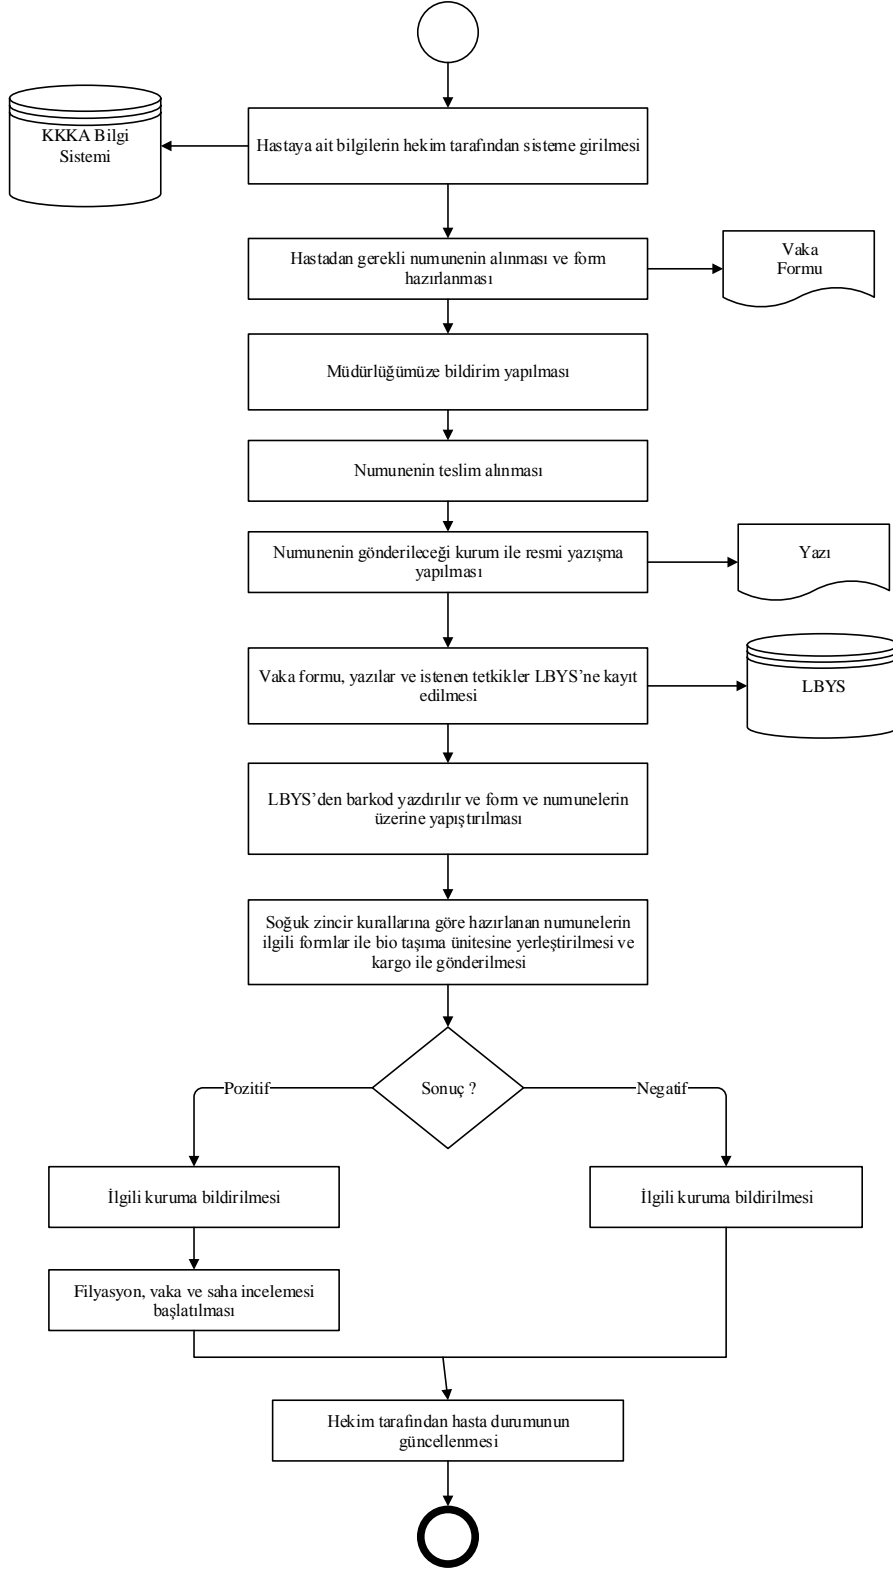 KKKA Bilgi
Sistemi
Hastaya ait bilgilerin hekim tarafından sisteme girilmesi
Hastadan gerekli numunenin alınması ve form
hazırlanması
Vaka
Formu
Müdürlüğümüze bildirim yapılması
Numunenin teslim alınması
Numunenin gönderileceği kurum ile resmi yazışma
yapılması
Yazı
Vaka formu, yazılar ve istenen tetkikler LBYS’ne kayıt
edilmesi
LBYS
LBYS’den barkod yazdırılır ve form ve numunelerin
üzerine yapıştırılması
Soğuk zincir kurallarına göre hazırlanan numunelerin
ilgili formlar ile bio taşıma ünitesine yerleştirilmesi ve
kargo ile gönderilmesi
Pozitif
Sonuç ?
Negatif
İlgili kuruma bildirilmesi
İlgili kuruma bildirilmesi
Filyasyon, vaka ve saha incelemesi
başlatılması
Hekim tarafından hasta durumunun
güncellenmesi